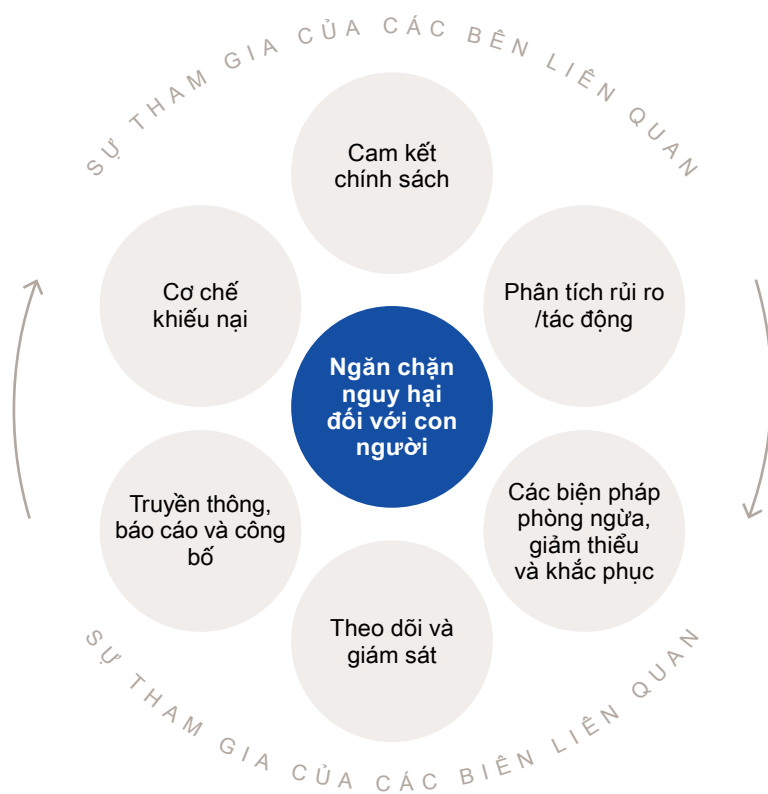 SỰ THAM GIA CỦA CÁC BÊN LIÊN QUAN
Cam kết
chính sách
Cơ chế
khiếu nại
Phân tích rủi ro
/tác động
Ngăn chặn
nguy hại
đối với con
người
Truyền thông,
báo cáo và công
bố
Các biện pháp
phòng ngừa,
giảm thiểu
và khắc phục
Theo dõi và
giám sát
SỰ THAM GIA CỦA CÁC BIÊN LIÊN QUAN